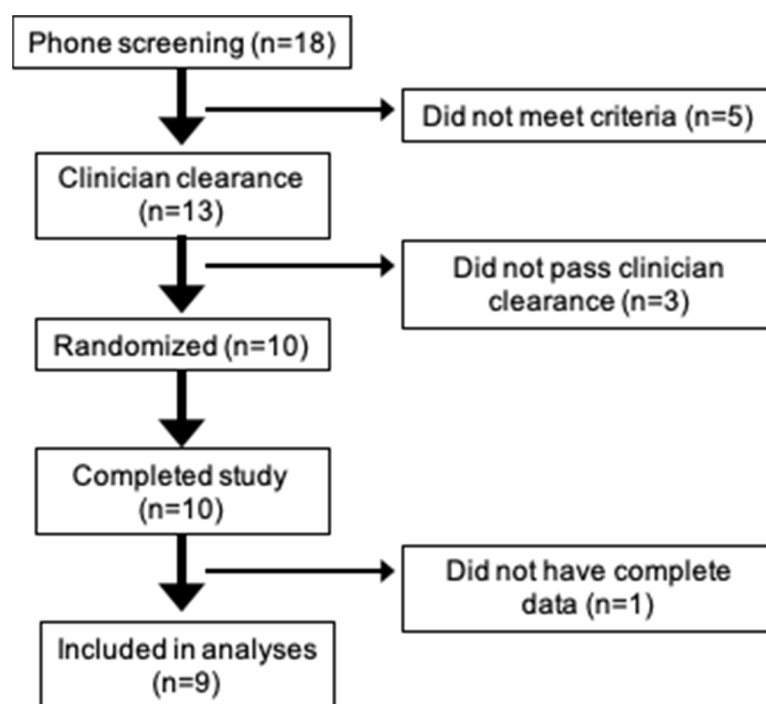 Phone screening (n=18)
Did not meet criteria (n=5)
Clinician clearance
(n=13)
Did not pass clinician
clearance (n=3)
Randomized (n=10)
Completed study
(n=10)
Did not have complete
data (n=1)
Included in analyses
(n=9)